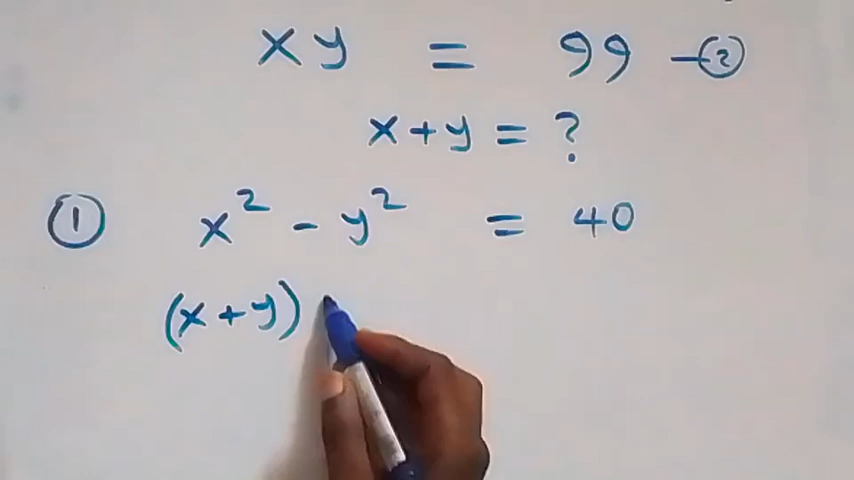 xy = 99 - ②
x + y = ?
① x² - y² = 40
(x + y)